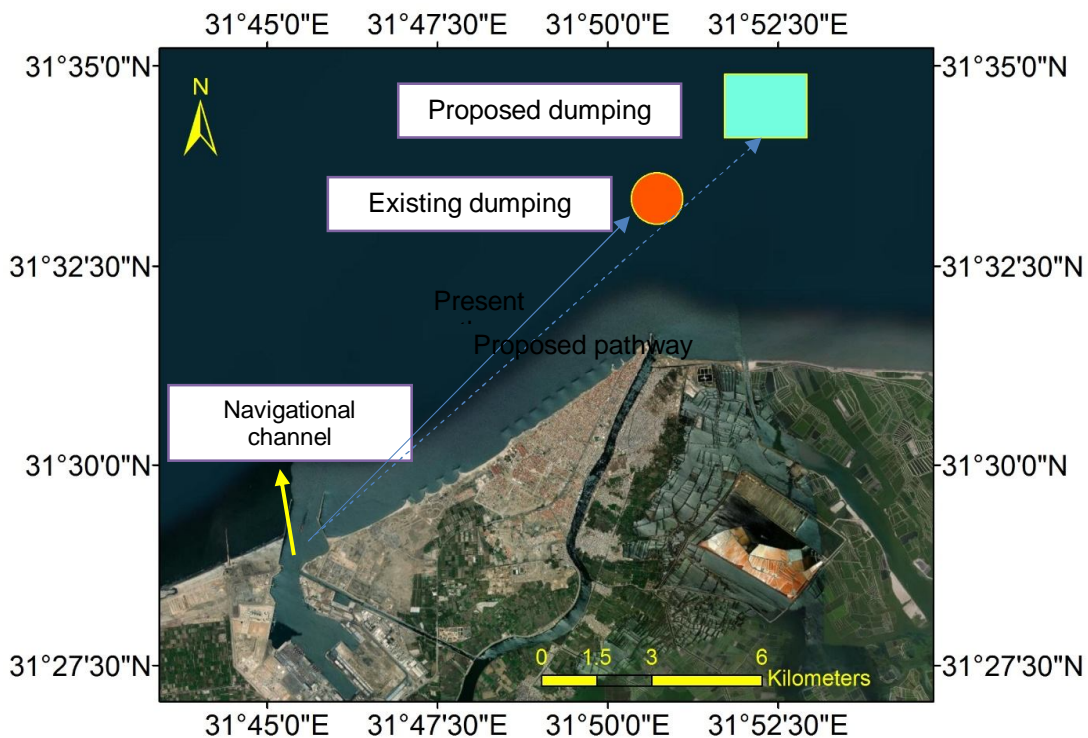 31°45'0"E 31°47'30"E 31°50'0"E 31°52'30"E
31°35'0"N 31°35'0"N
N
Proposed dumping
Existing dumping
31°32'30"N 31°32'30"N
Present
Proposed pathway
Navigational
channel
31°30'0"N 31°30'0"N
0 1.5 3 6
Kilometers
31°27'30"N 31°27'30"N
31°45'0"E 31°47'30"E 31°50'0"E 31°52'30"E